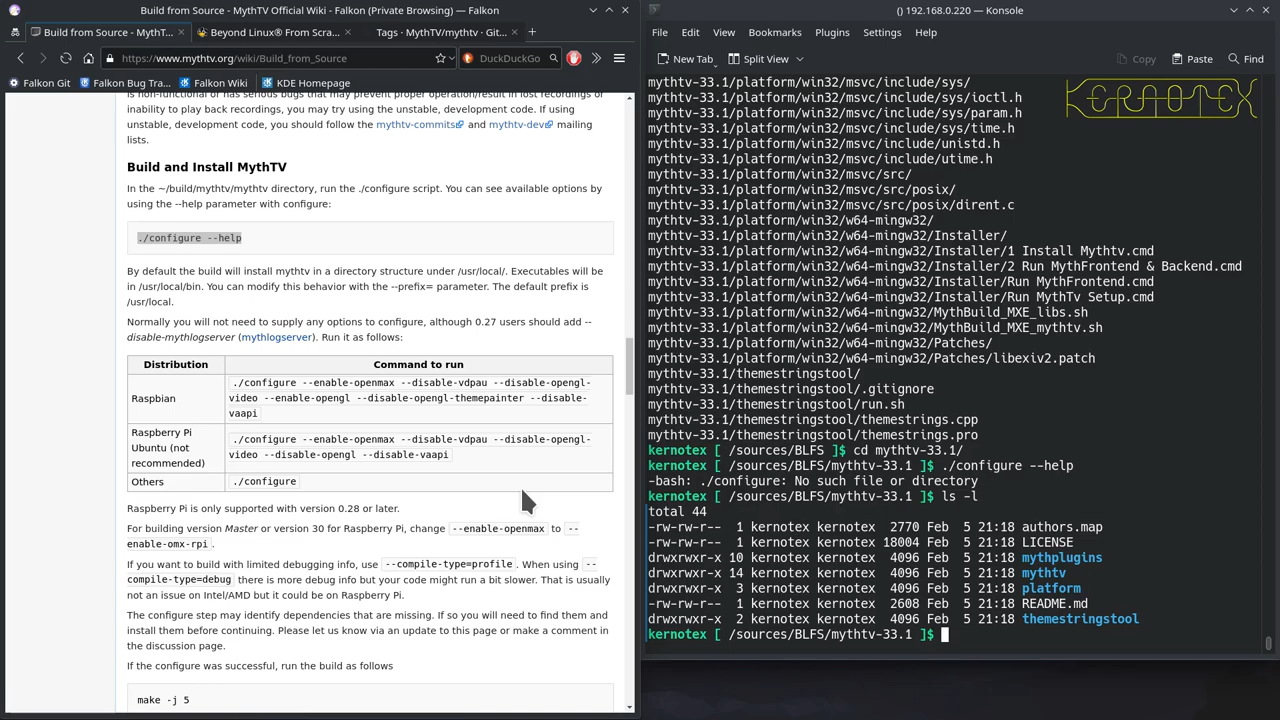 Build from Source - MythTV Official Wiki - Falkon (Private Browsing) — Falkon
Build from Source - MythT...
Beyond Linux® From Scra...
Tags · MythTV/mythtv · Git...
https://www.mythtv.org/wiki/Build_from_Source
DuckDuckGo
Falkon Git
Falkon Bug Tra...
Falkon Wiki
KDE Homepage
is non-functional or has serious bugs that may prevent proper operation/result in lost recordings or
inability to play back recordings, you may try using the unstable, development code. If using
unstable, development code, you should follow the mythtv-commits and mythtv-dev mailing
lists.
Build and Install MythTV
In the ~/build/mythtv/mythtv directory, run the ./configure script. You can see available options by
using the --help parameter with configure:
./configure --help
By default the build will install mythtv in a directory structure under /usr/local/. Executables will be
in /usr/local/bin. You can modify this behavior with the --prefix= parameter. The default prefix is
/usr/local.
Normally you will not need to supply any options to configure, although 0.27 users should add --
disable-mythlogserver (mythlogserver). Run it as follows:
Distribution
Command to run
Raspbian
./configure --enable-openmax --disable-vdpau --disable-opengl-
video --enable-opengl --disable-opengl-themepainter --disable-
vaapi
Raspberry Pi
Ubuntu (not
recommended)
./configure --enable-openmax --disable-vdpau --disable-opengl-
video --disable-opengl --disable-vaapi
Others
./configure
Raspberry Pi is only supported with version 0.28 or later.
For building version Master or version 30 for Raspberry Pi, change --enable-openmax to --
enable-omx-rpi.
If you want to build with limited debugging info, use --compile-type=profile. When using --
compile-type=debug there is more debug info but your code might run a bit slower. That is usually
not an issue on Intel/AMD but it could be on Raspberry Pi.
The configure step may identify dependencies that are missing. If so you will need to find them and
install them before continuing. Please let us know via an update to this page or make a comment in
the discussion page.
If the configure was successful, run the build as follows
make -j 5
() 192.168.0.220 — Konsole
File Edit View Bookmarks Plugins Settings Help
New Tab
Split View
Copy
Paste
Find
KERNOTEX
mythtv-33.1/platform/win32/msvc/include/sys/
mythtv-33.1/platform/win32/msvc/include/sys/ioctl.h
mythtv-33.1/platform/win32/msvc/include/sys/param.h
mythtv-33.1/platform/win32/msvc/include/sys/time.h
mythtv-33.1/platform/win32/msvc/include/unistd.h
mythtv-33.1/platform/win32/msvc/include/utime.h
mythtv-33.1/platform/win32/msvc/src/
mythtv-33.1/platform/win32/msvc/src/posix/
mythtv-33.1/platform/win32/msvc/src/posix/dirent.c
mythtv-33.1/platform/win32/w64-mingw32/
mythtv-33.1/platform/win32/w64-mingw32/Installer/
mythtv-33.1/platform/win32/w64-mingw32/Installer/1 Install Mythtv.cmd
mythtv-33.1/platform/win32/w64-mingw32/Installer/2 Run MythFrontend & Backend.cmd
mythtv-33.1/platform/win32/w64-mingw32/Installer/Run MythFrontend.cmd
mythtv-33.1/platform/win32/w64-mingw32/Installer/Run MythTv Setup.cmd
mythtv-33.1/platform/win32/w64-mingw32/MythBuild_MXE_libs.sh
mythtv-33.1/platform/win32/w64-mingw32/MythBuild_MXE_mythtv.sh
mythtv-33.1/platform/win32/w64-mingw32/Patches/
mythtv-33.1/platform/win32/w64-mingw32/Patches/libexiv2.patch
mythtv-33.1/themestringstool/
mythtv-33.1/themestringstool/.gitignore
mythtv-33.1/themestringstool/run.sh
mythtv-33.1/themestringstool/themestrings.cpp
mythtv-33.1/themestringstool/themestrings.pro
kernotex [ /sources/BLFS ]$ cd mythtv-33.1/
kernotex [ /sources/BLFS/mythtv-33.1 ]$ ./configure --help
-bash: ./configure: No such file or directory
kernotex [ /sources/BLFS/mythtv-33.1 ]$ ls -l
total 44
-rw-rw-r-- 1 kernotex kernotex 2770 Feb 5 21:18 authors.map
-rw-rw-r-- 1 kernotex kernotex 18004 Feb 5 21:18 LICENSE
drwxrwxr-x 10 kernotex kernotex 4096 Feb 5 21:18 mythplugins
drwxrwxr-x 14 kernotex kernotex 4096 Feb 5 21:18 mythtv
drwxrwxr-x 3 kernotex kernotex 4096 Feb 5 21:18 platform
-rw-rw-r-- 1 kernotex kernotex 2608 Feb 5 21:18 README.md
drwxrwxr-x 2 kernotex kernotex 4096 Feb 5 21:18 themestringstool
kernotex [ /sources/BLFS/mythtv-33.1 ]$